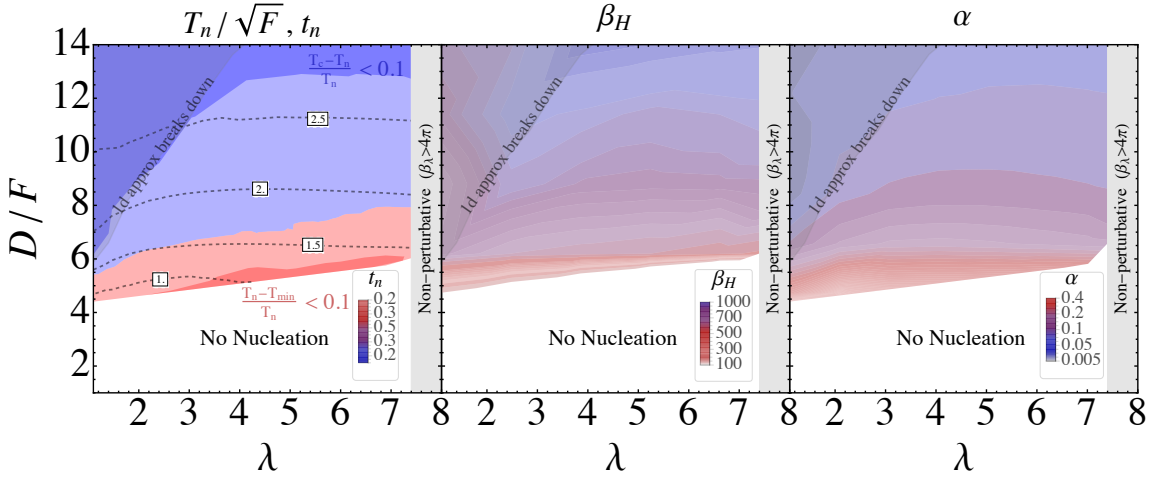 T_n / √F , t_n
β_H
α
D / F
14
12
10
8
6
4
2
1d approx breaks down
(T_c−T_n)/T_n < 0.1
2.5
2.
1.5
1.
(T_n−T_min)/T_n < 0.1
No Nucleation
t_n
0.2
0.3
0.5
0.3
0.2
Non-perturbative (β_λ>4π)
2 3 4 5 6 7
λ
1d approx breaks down
No Nucleation
β_H
1000
700
500
300
100
Non-perturbative (β_λ>4π)
8 2 3 4 5 6 7
λ
1d approx breaks down
No Nucleation
α
0.4
0.2
0.1
0.05
0.005
Non-perturbative (β_λ>4π)
8 2 3 4 5 6 7 8
λ